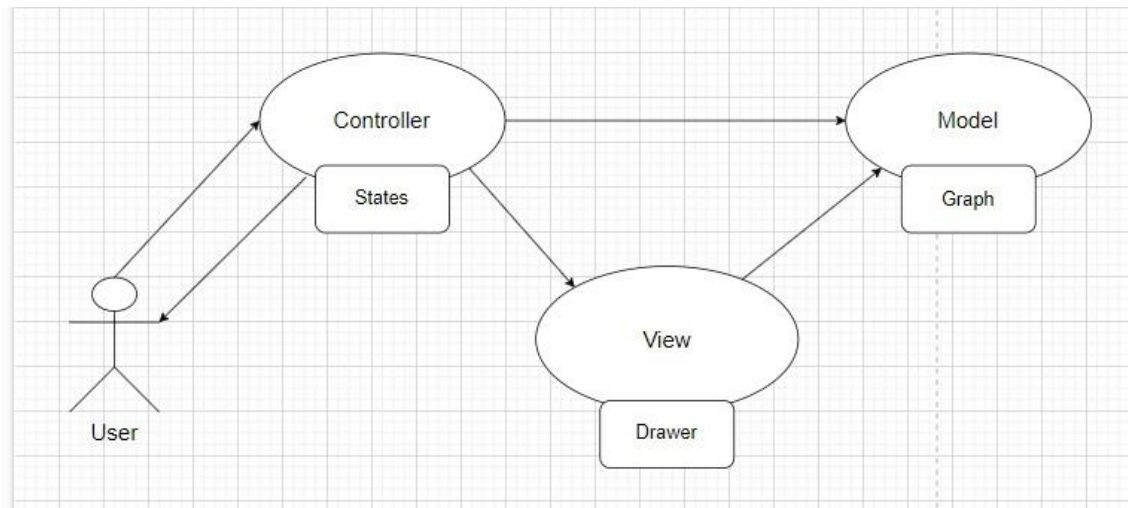 Controller
Model
States
Graph
View
Drawer
User